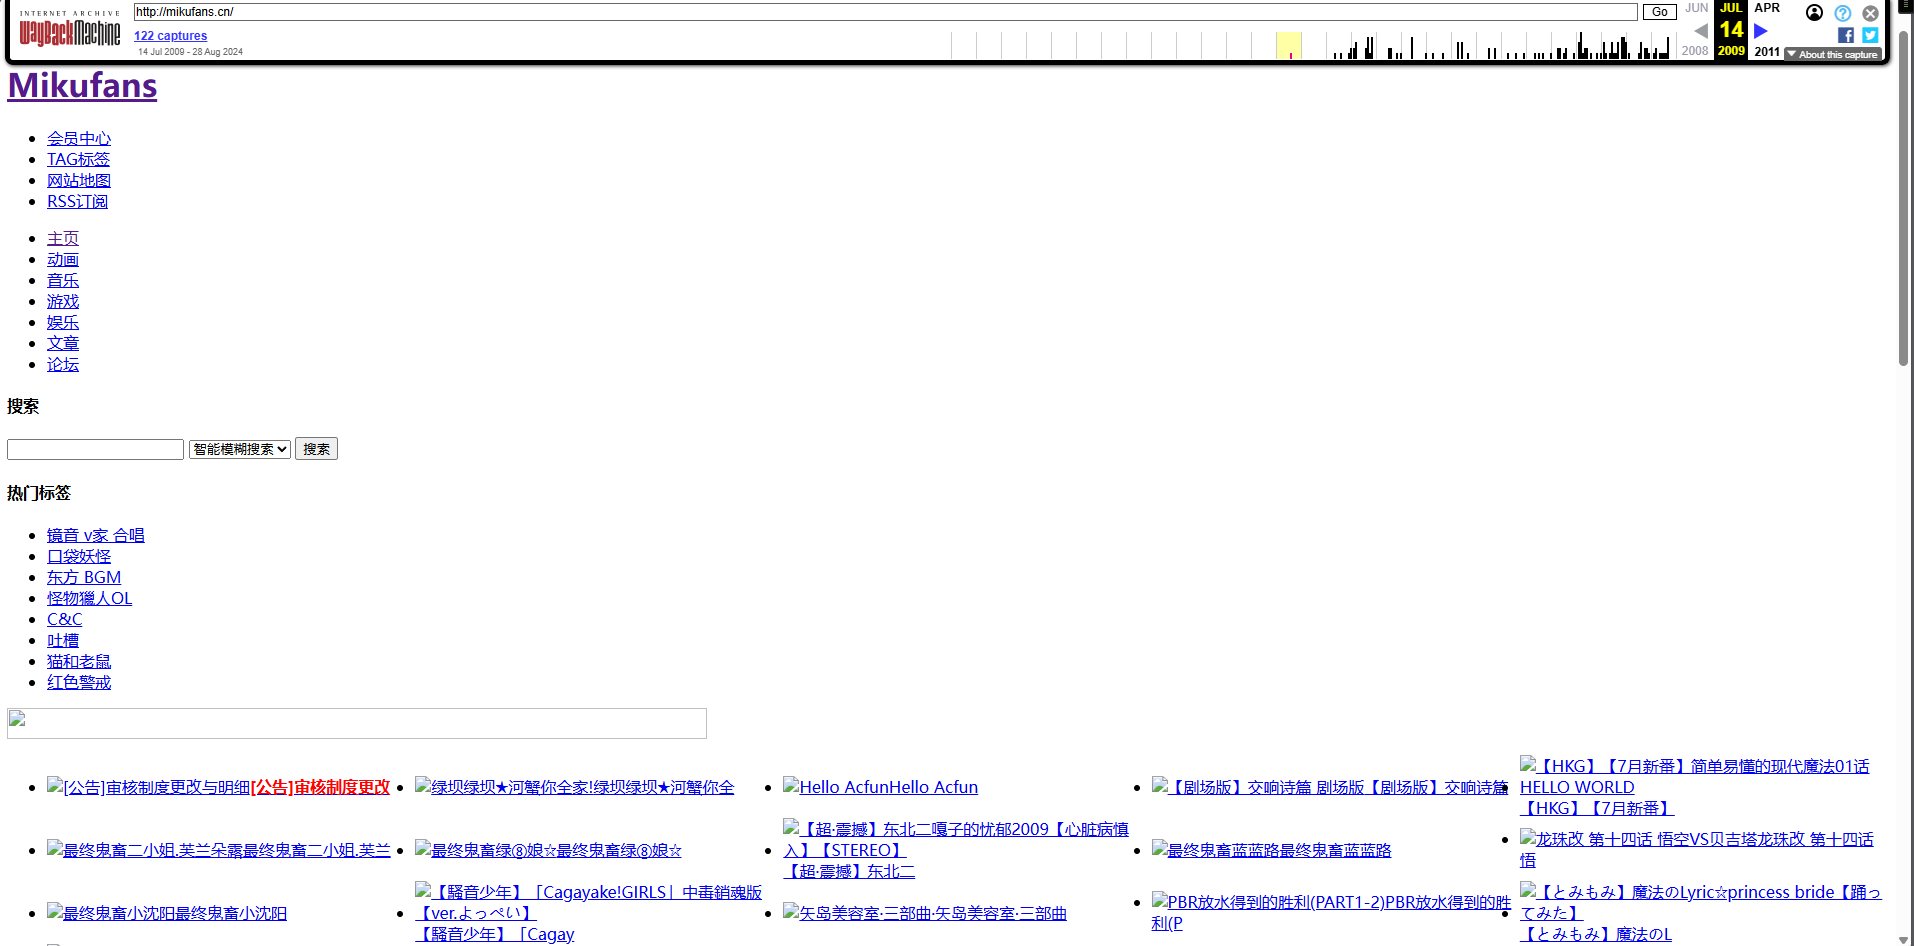 INTERNET ARCHIVE
WayBackMachine
http://mikufans.cn/
Go
JUN JUL APR
122 captures
14
14 Jul 2009 - 28 Aug 2024
2008 2009 2011
About this capture
Mikufans
会员中心
TAG标签
网站地图
RSS订阅
主页
动画
音乐
游戏
娱乐
文章
论坛
搜索
智能模糊搜索 搜索
热门标签
镜音 v家 合唱
口袋妖怪
东方 BGM
怪物獵人OL
C&C
吐槽
猫和老鼠
红色警戒
[公告]审核制度更改与明细[公告]审核制度更改
绿坝绿坝★河蟹你全家!绿坝绿坝★河蟹你全
Hello AcfunHello Acfun
【剧场版】交响诗篇 剧场版【剧场版】交响诗篇
【HKG】【7月新番】简单易懂的现代魔法01话
HELLO WORLD
【HKG】【7月新番】
最终鬼畜二小姐.芙兰朵露最终鬼畜二小姐.芙兰
最终鬼畜绿⑧娘☆最终鬼畜绿⑧娘☆
【超·震撼】东北二嘎子的忧郁2009【心脏病慎
入】【STEREO】
【超·震撼】东北二
最终鬼畜蓝蓝路最终鬼畜蓝蓝路
龙珠改 第十四话 悟空VS贝吉塔龙珠改 第十四话
悟
最终鬼畜小沈阳最终鬼畜小沈阳
【騒音少年】「Cagayake!GIRLS」中毒銷魂版
【ver.よっぺい】
【騒音少年】「Cagay
矢岛美容室·三部曲·矢岛美容室·三部曲
PBR放水得到的胜利(PART1-2)PBR放水得到的胜
利(P
【とみもみ】魔法のLyric☆princess bride【踊っ
てみた】
【とみもみ】魔法のL